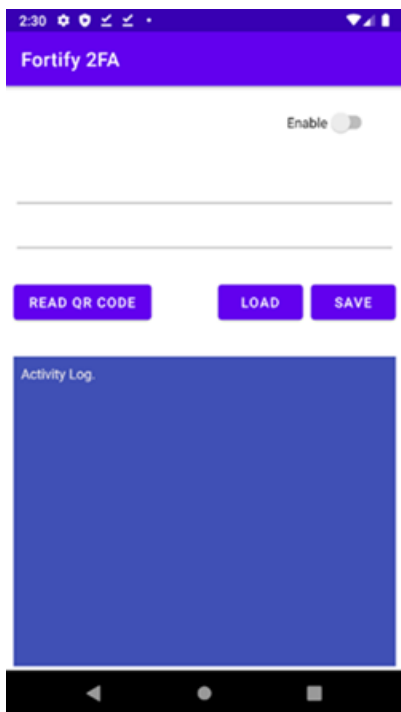 2:30
Fortify 2FA
Enable
READ QR CODE LOAD SAVE
Activity Log.